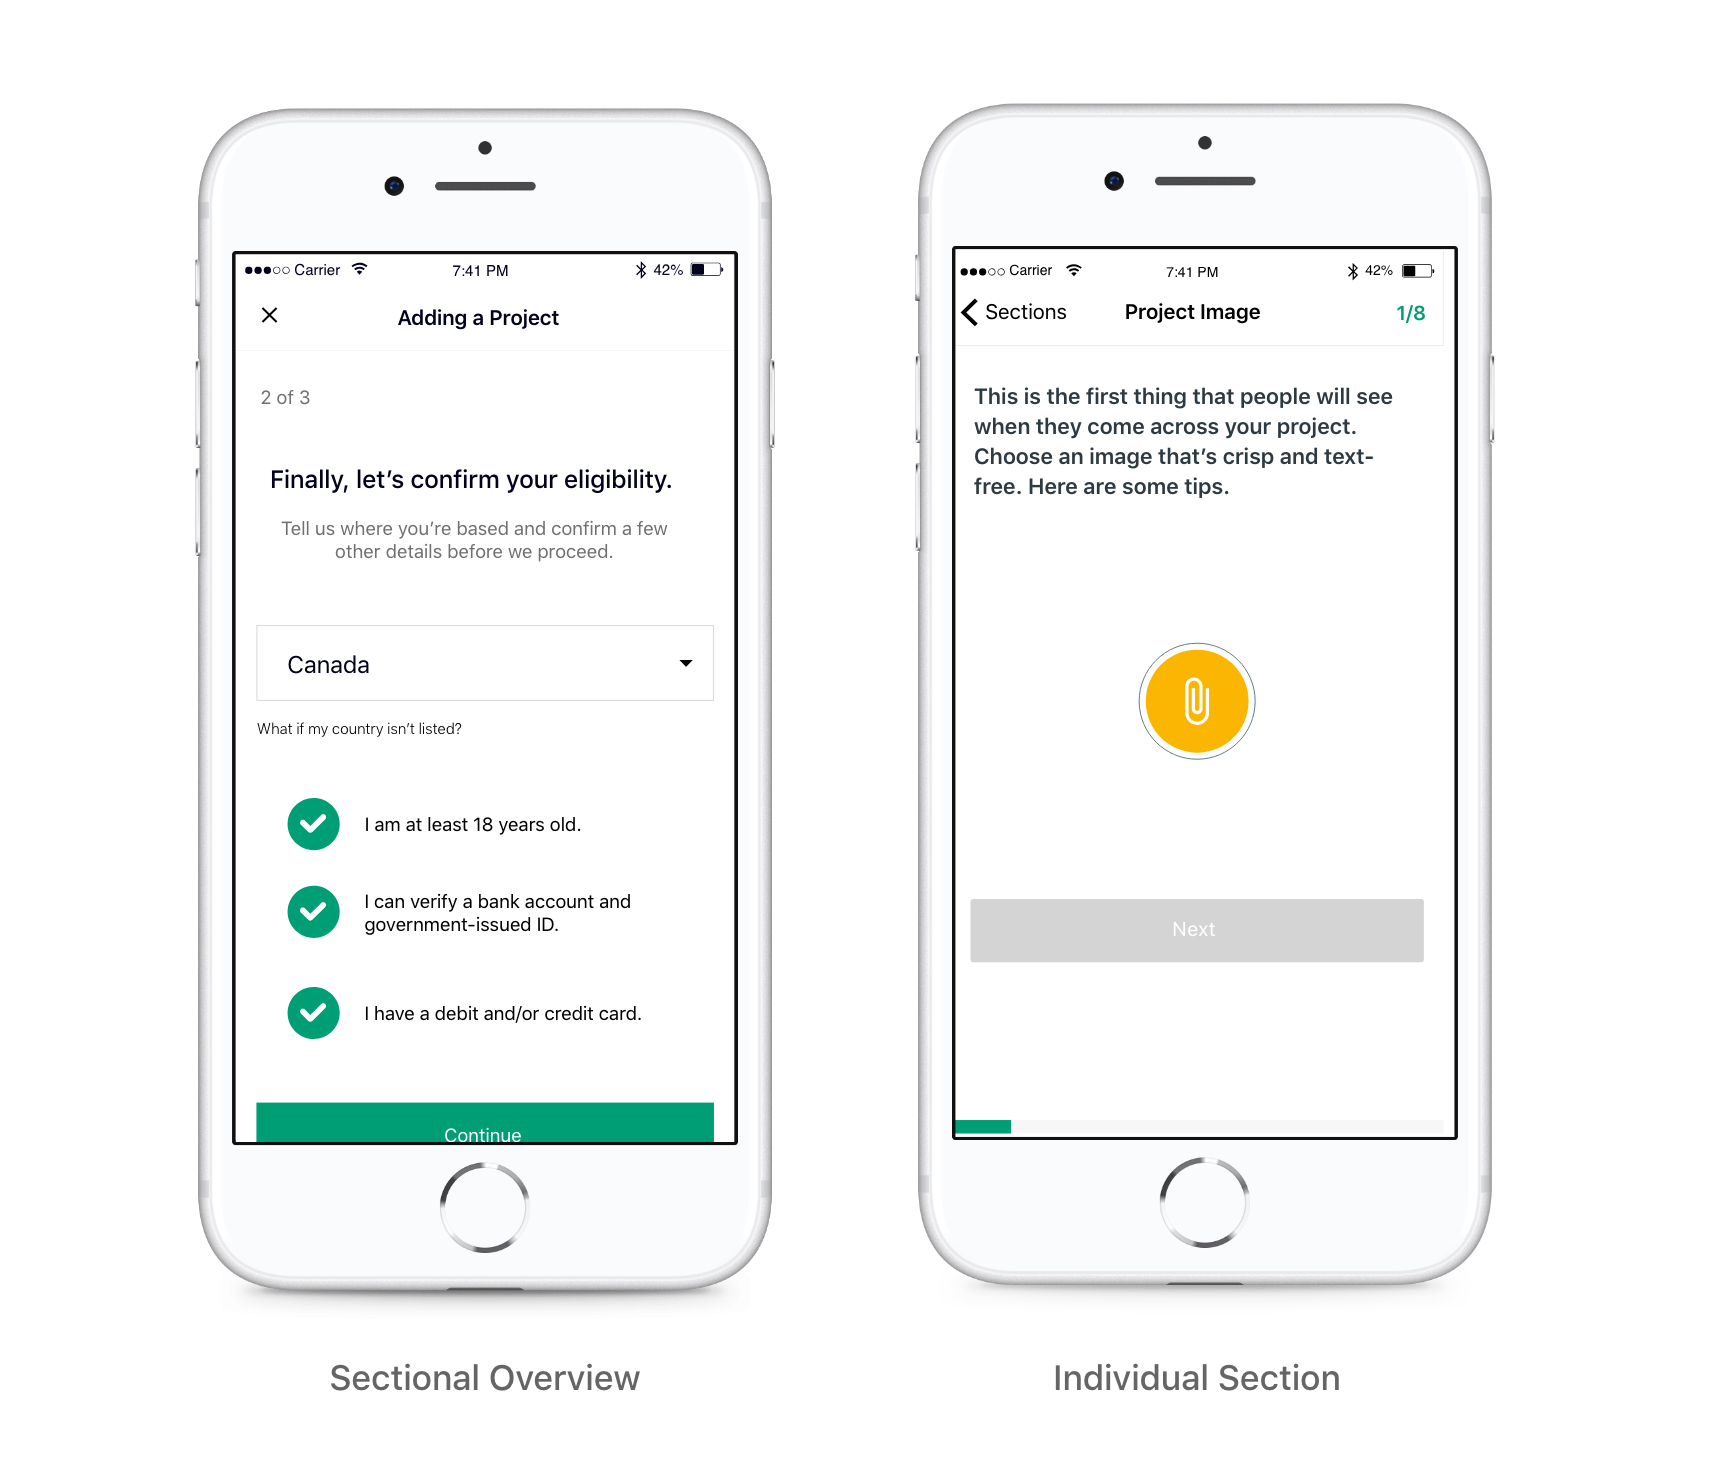 Carrier 7:41 PM 42%
Adding a Project
2 of 3
Finally, let’s confirm your eligibility.
Tell us where you’re based and confirm a few
other details before we proceed.
Canada
What if my country isn’t listed?
I am at least 18 years old.
I can verify a bank account and
government-issued ID.
I have a debit and/or credit card.
Continue
Sectional Overview
Carrier 7:41 PM 42%
Sections Project Image 1/8
This is the first thing that people will see
when they come across your project.
Choose an image that’s crisp and text-
free. Here are some tips.
Next
Individual Section